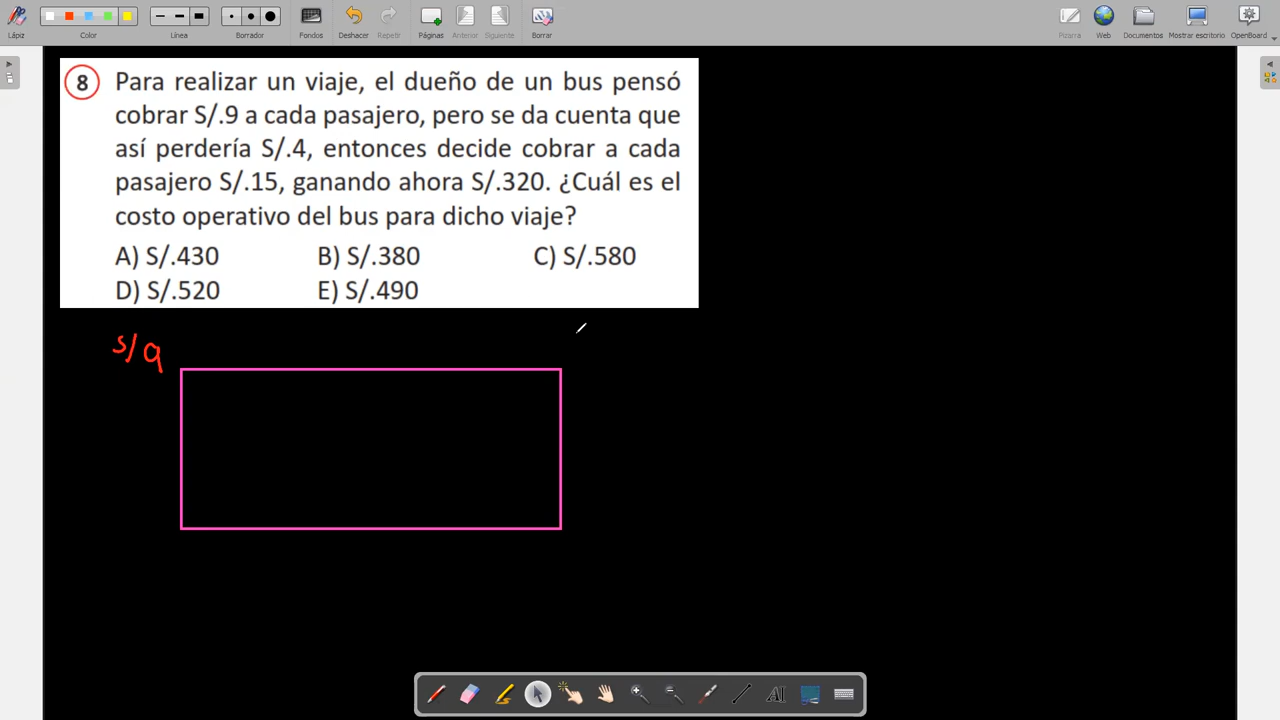 Lápiz Color Línea Borrador Fondos Deshacer Repetir Páginas Anterior Siguiente Borrar Pizarra Web Documentos Mostrar escritorio OpenBoard
8 Para realizar un viaje, el dueño de un bus pensó
cobrar S/.9 a cada pasajero, pero se da cuenta que
así perdería S/.4, entonces decide cobrar a cada
pasajero S/.15, ganando ahora S/.320. ¿Cuál es el
costo operativo del bus para dicho viaje?
A) S/.430 B) S/.380 C) S/.580
D) S/.520 E) S/.490
S/ 9
AI